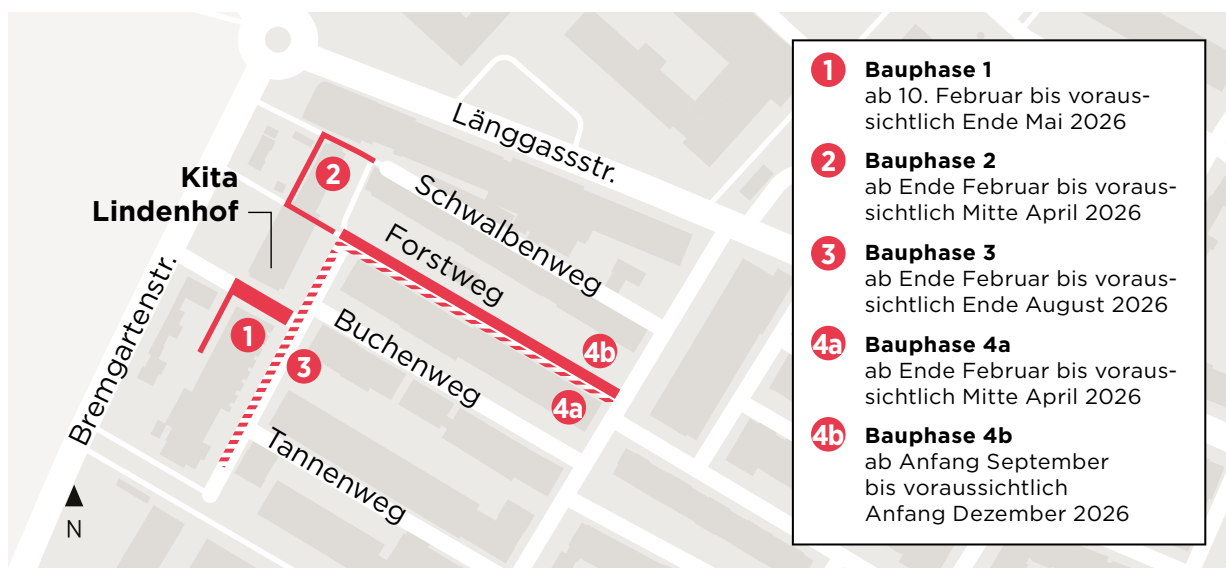 Länggassstr.
Kita
Lindenhof
2
Schwalbenweg
Forstweg
Bremgartenstr.
1
3
Buchenweg
4b
4a
Tannenweg
N
1 Bauphase 1
ab 10. Februar bis voraus-
sichtlich Ende Mai 2026
2 Bauphase 2
ab Ende Februar bis voraus-
sichtlich Mitte April 2026
3 Bauphase 3
ab Ende Februar bis voraus-
sichtlich Ende August 2026
4a Bauphase 4a
ab Ende Februar bis voraus-
sichtlich Mitte April 2026
4b Bauphase 4b
ab Anfang September
bis voraussichtlich
Anfang Dezember 2026